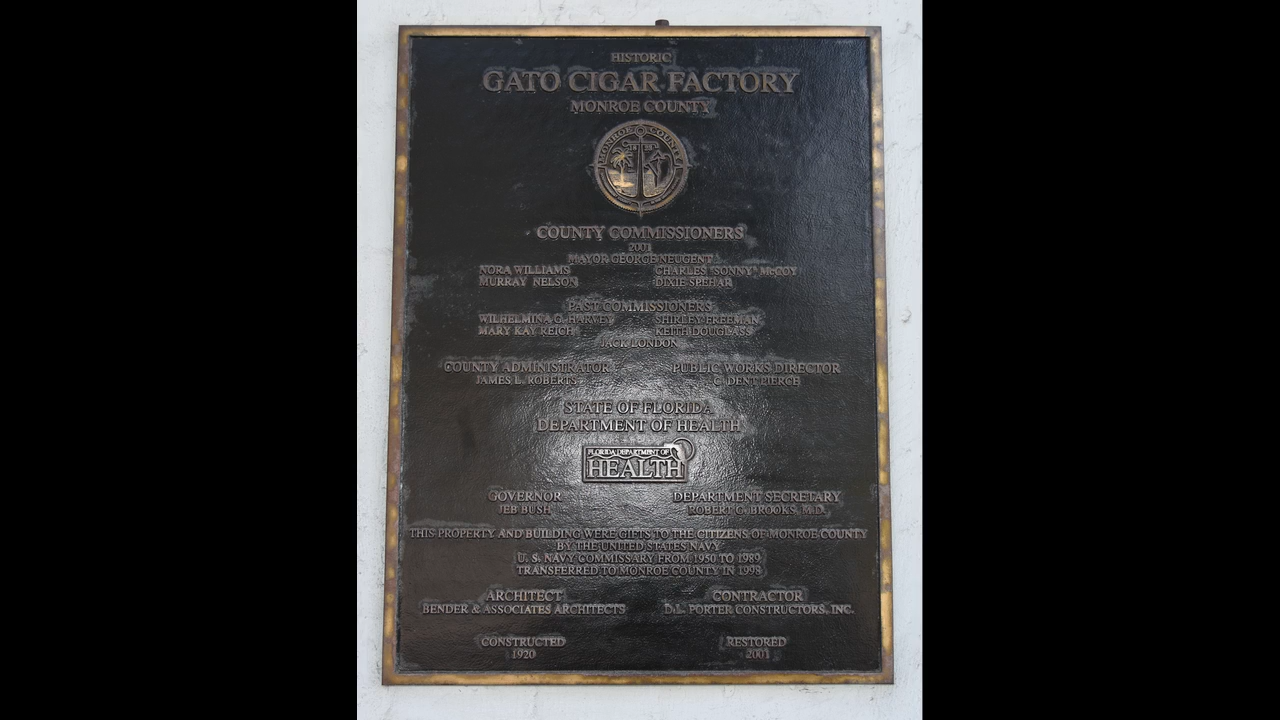 HISTORIC
GATO CIGAR FACTORY
MONROE COUNTY
MONROE COUNTY
COUNTY COMMISSIONERS
2001
MAYOR GEORGE NEUGENT
NORA WILLIAMS CHARLES "SONNY" McCOY
MURRAY NELSON DIXIE SPEHAR
PAST COMMISSIONERS
WILHELMINA G. HARVEY SHIRLEY FREEMAN
MARY KAY REICH KEITH DOUGLASS
JACK LONDON
COUNTY ADMINISTRATOR PUBLIC WORKS DIRECTOR
JAMES L. ROBERTS C. DENT PIERCE
STATE OF FLORIDA
DEPARTMENT OF HEALTH
FLORIDA DEPARTMENT OF
HEALTH
GOVERNOR DEPARTMENT SECRETARY
JEB BUSH ROBERT G. BROOKS, M.D.
THIS PROPERTY AND BUILDING WERE GIFTS TO THE CITIZENS OF MONROE COUNTY
BY THE UNITED STATES NAVY
U. S. NAVY COMMISSARY FROM 1950 TO 1989
TRANSFERRED TO MONROE COUNTY IN 1998
ARCHITECT CONTRACTOR
BENDER & ASSOCIATES ARCHITECTS D.L. PORTER CONSTRUCTORS, INC.
CONSTRUCTED RESTORED
1920 2001